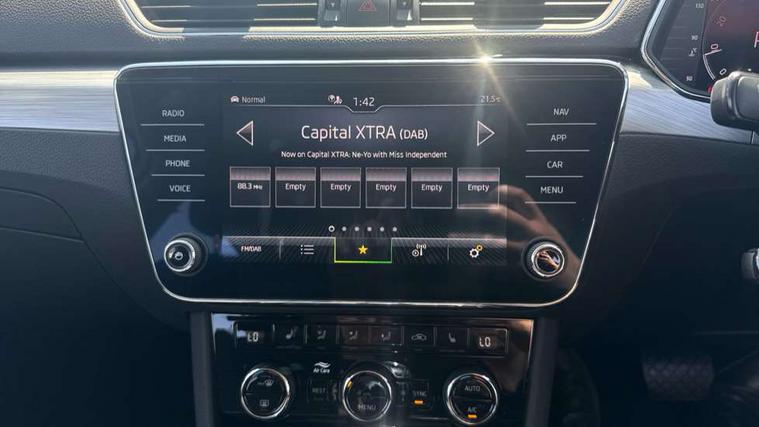 Normal
1:42
21.5°C
RADIO
MEDIA
PHONE
VOICE
Capital XTRA (DAB)
Now on Capital XTRA: Ne-Yo with Miss Independent
88.3 MHz Empty Empty Empty Empty Empty
FM/DAB
NAV
APP
CAR
MENU
LO
LO
Air Care
REST
MENU
SYNC
AUTO
A/C